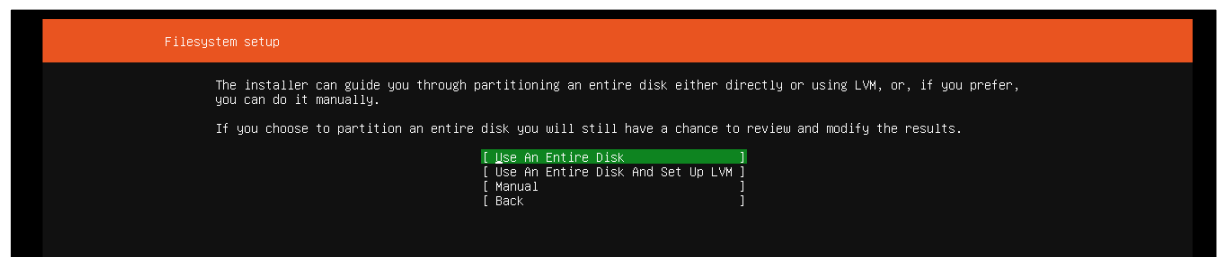 Filesystem setup
The installer can guide you through partitioning an entire disk either directly or using LVM, or, if you prefer,
you can do it manually.
If you choose to partition an entire disk you will still have a chance to review and modify the results.
[ Use An Entire Disk ]
[ Use An Entire Disk And Set Up LVM ]
[ Manual ]
[ Back ]